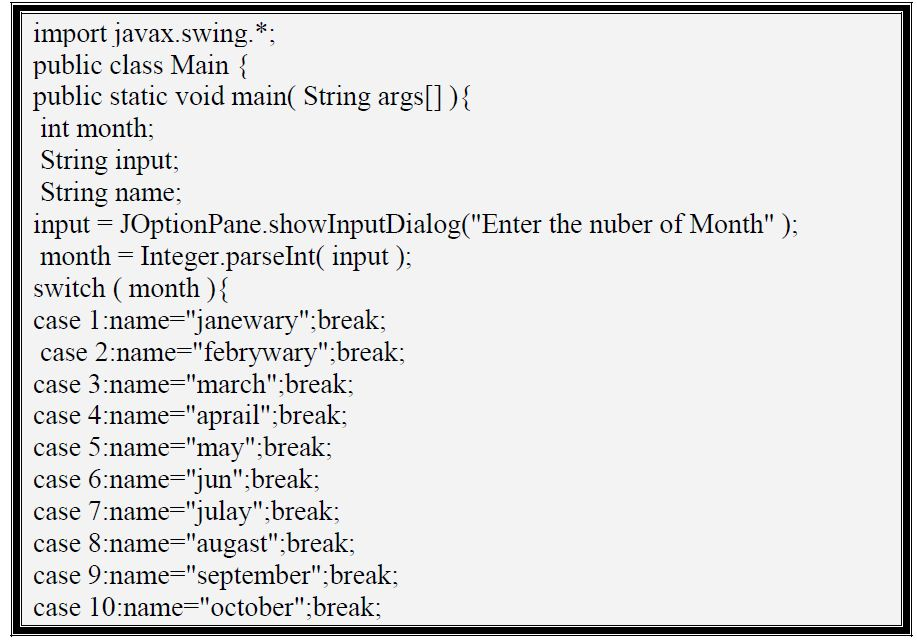 import javax.swing.*;
public class Main {
public static void main( String args[] ){
int month;
String input;
String name;
input = JOptionPane.showInputDialog("Enter the nuber of Month" );
month = Integer.parseInt( input );
switch ( month ){
case 1:name="janewary";break;
case 2:name="febrywary";break;
case 3:name="march";break;
case 4:name="aprail";break;
case 5:name="may";break;
case 6:name="jun";break;
case 7:name="julay";break;
case 8:name="augast";break;
case 9:name="september";break;
case 10:name="october";break;